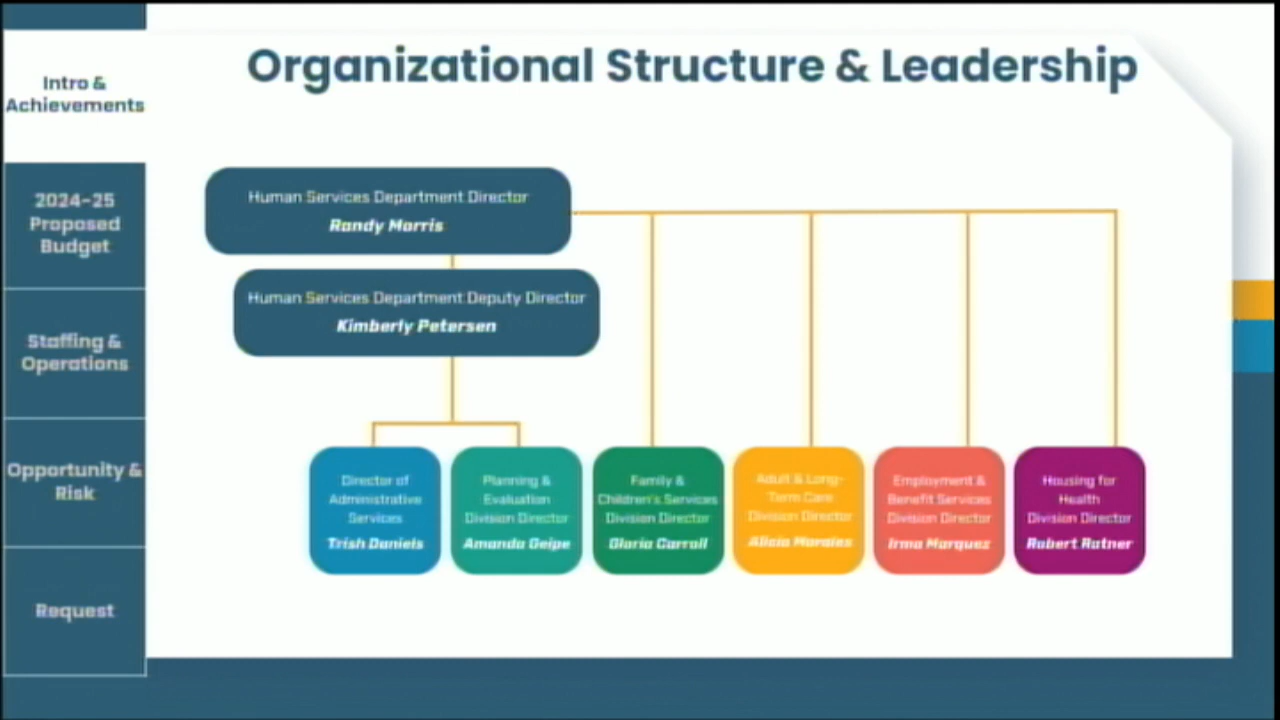 Organizational Structure & Leadership
Intro &
Achievements
2024-25
Proposed
Budget
Staffing &
Operations
Opportunity &
Risk
Request
Human Services Department Director
Randy Morris
Human Services Department Deputy Director
Kimberly Petersen
Director of
Administrative
Services
Trish Daniels
Planning &
Evaluation
Division Director
Amanda Geipe
Family &
Children's Services
Division Director
Gloria Carroll
Adult & Long-
Term Care
Division Director
Alicia Morales
Employment &
Benefit Services
Division Director
Irma Marquez
Housing for
Health
Division Director
Robert Ratner